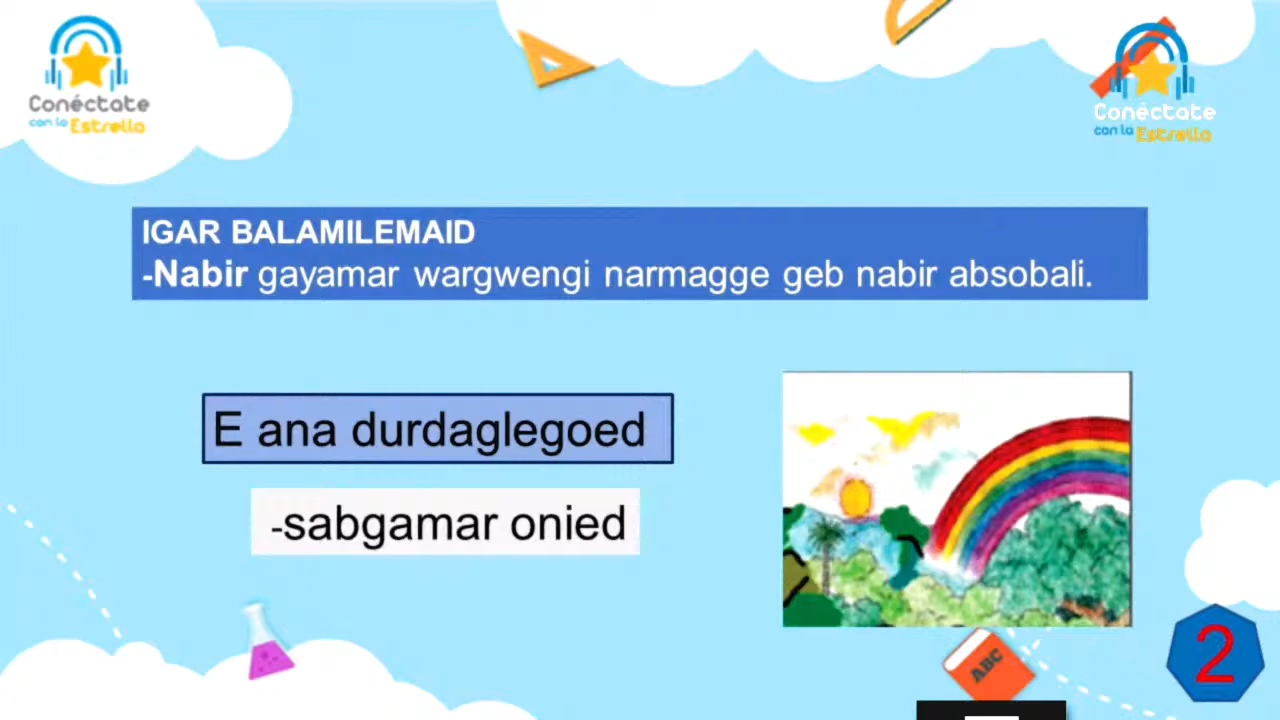 Conéctate
con la Estrella
Conéctate
con la Estrella
IGAR BALAMILEMAID
-Nabir gayamar wargwengi narmagge geb nabir absobali.
E ana durdaglegoed
-sabgamar onied
ABC
2